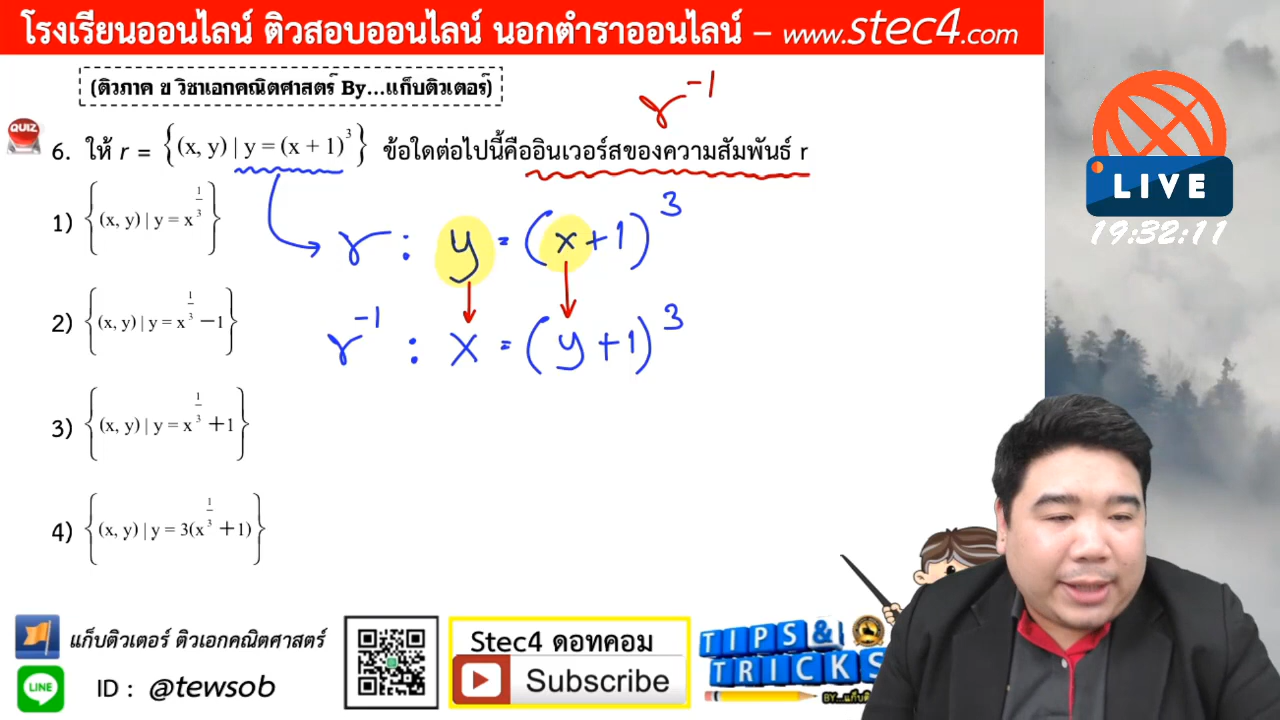 โรงเรียนออนไลน์ ติวสอบออนไลน์ นอกตำราออนไลน์ – www.stec4.com
(ติวภาค ข วิชาเอกคณิตศาสตร์ By...แก็บติวเตอร์)
r⁻¹
QUIZ
6. ให้ r = {(x, y) | y = (x + 1)³} ข้อใดต่อไปนี้คืออินเวอร์สของความสัมพันธ์ r
LIVE
19:32:11
1) {(x, y) | y = x^(1/3)}
r : y = (x+1)³
2) {(x, y) | y = x^(1/3) −1}
r⁻¹ : x = (y+1)³
3) {(x, y) | y = x^(1/3) +1}
4) {(x, y) | y = 3(x^(1/3) +1)}
แก็บติวเตอร์ ติวเอกคณิตศาสตร์
LINE
ID : @tewsob
Stec4 ดอทคอม
Subscribe
TIPS &
TRICKS